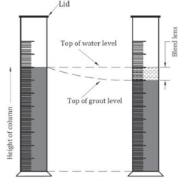 Lid
Top of water level
Bleed lens
Top of grout level
Height of column